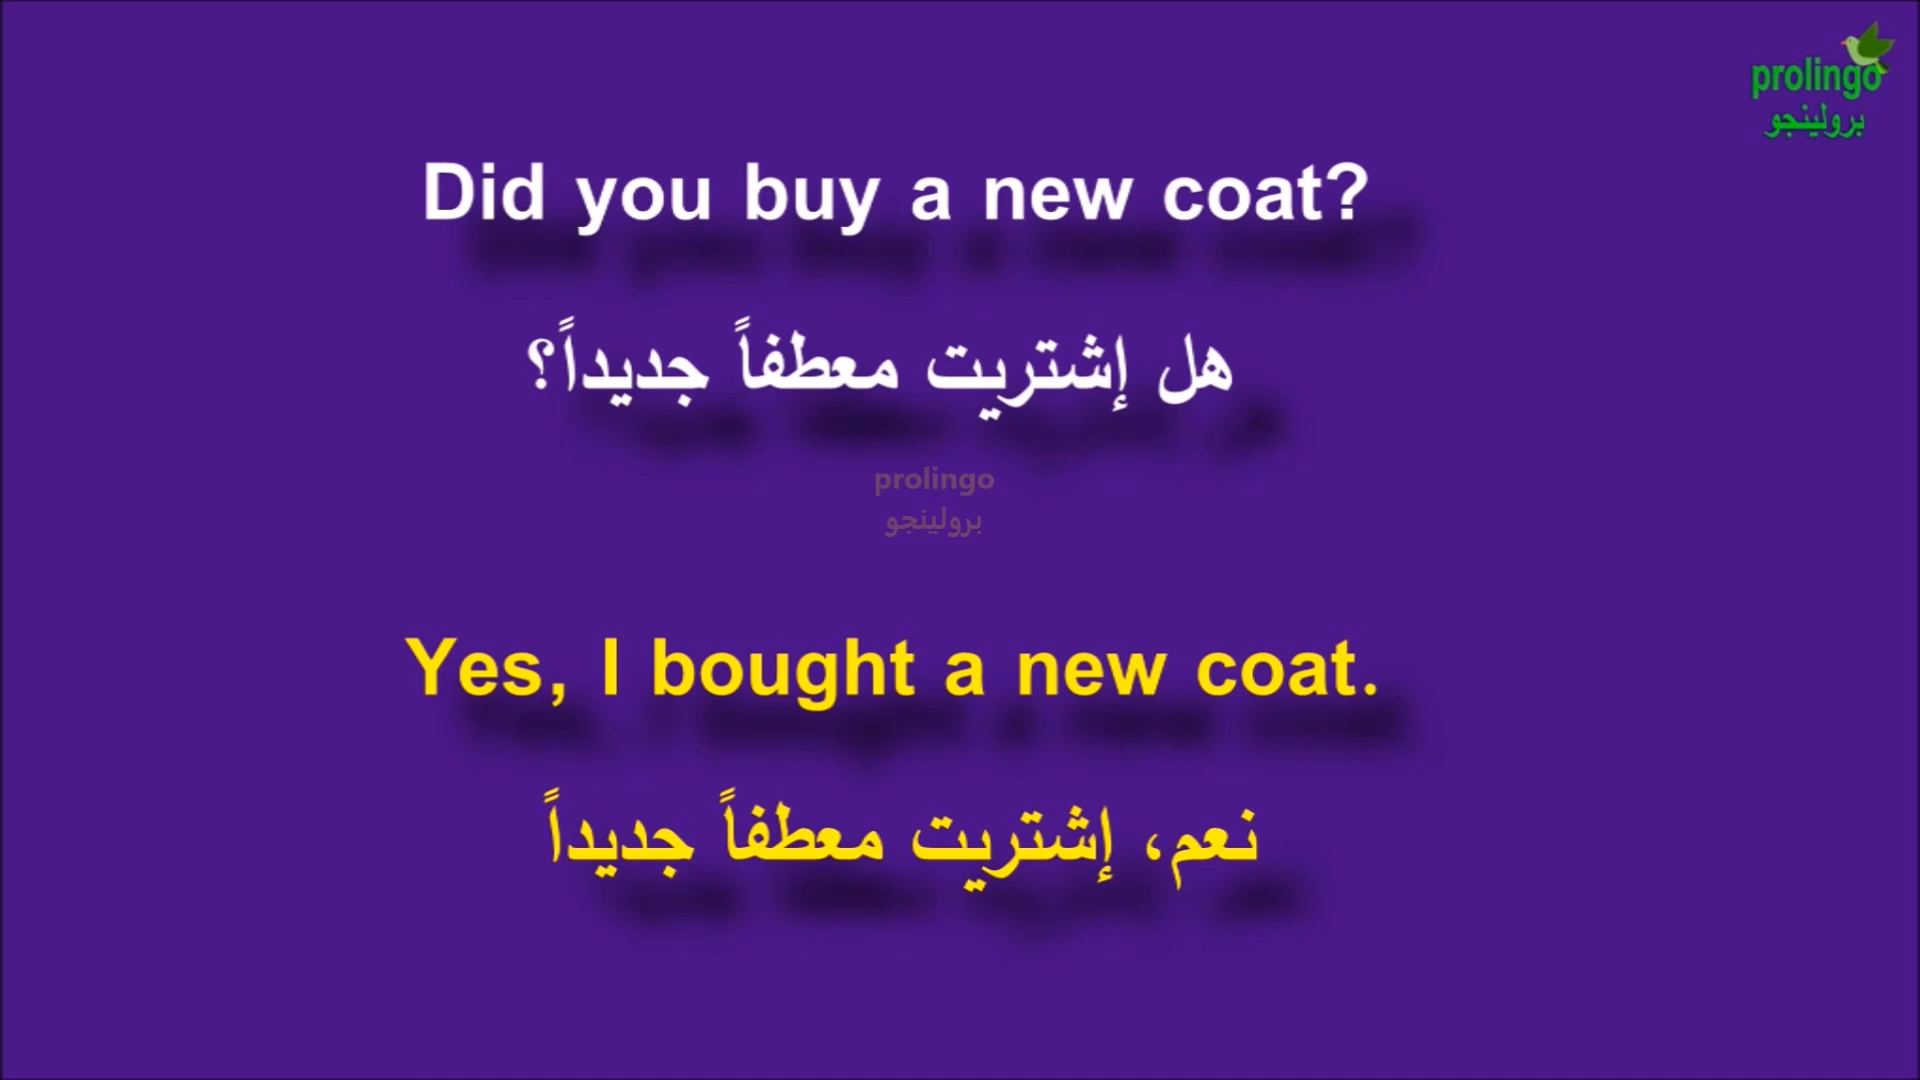 prolingo
برولينجو
Did you buy a new coat?
هل إشتريت معطفاً جديداً؟
prolingo
برولينجو
Yes, I bought a new coat.
نعم، إشتريت معطفاً جديداً